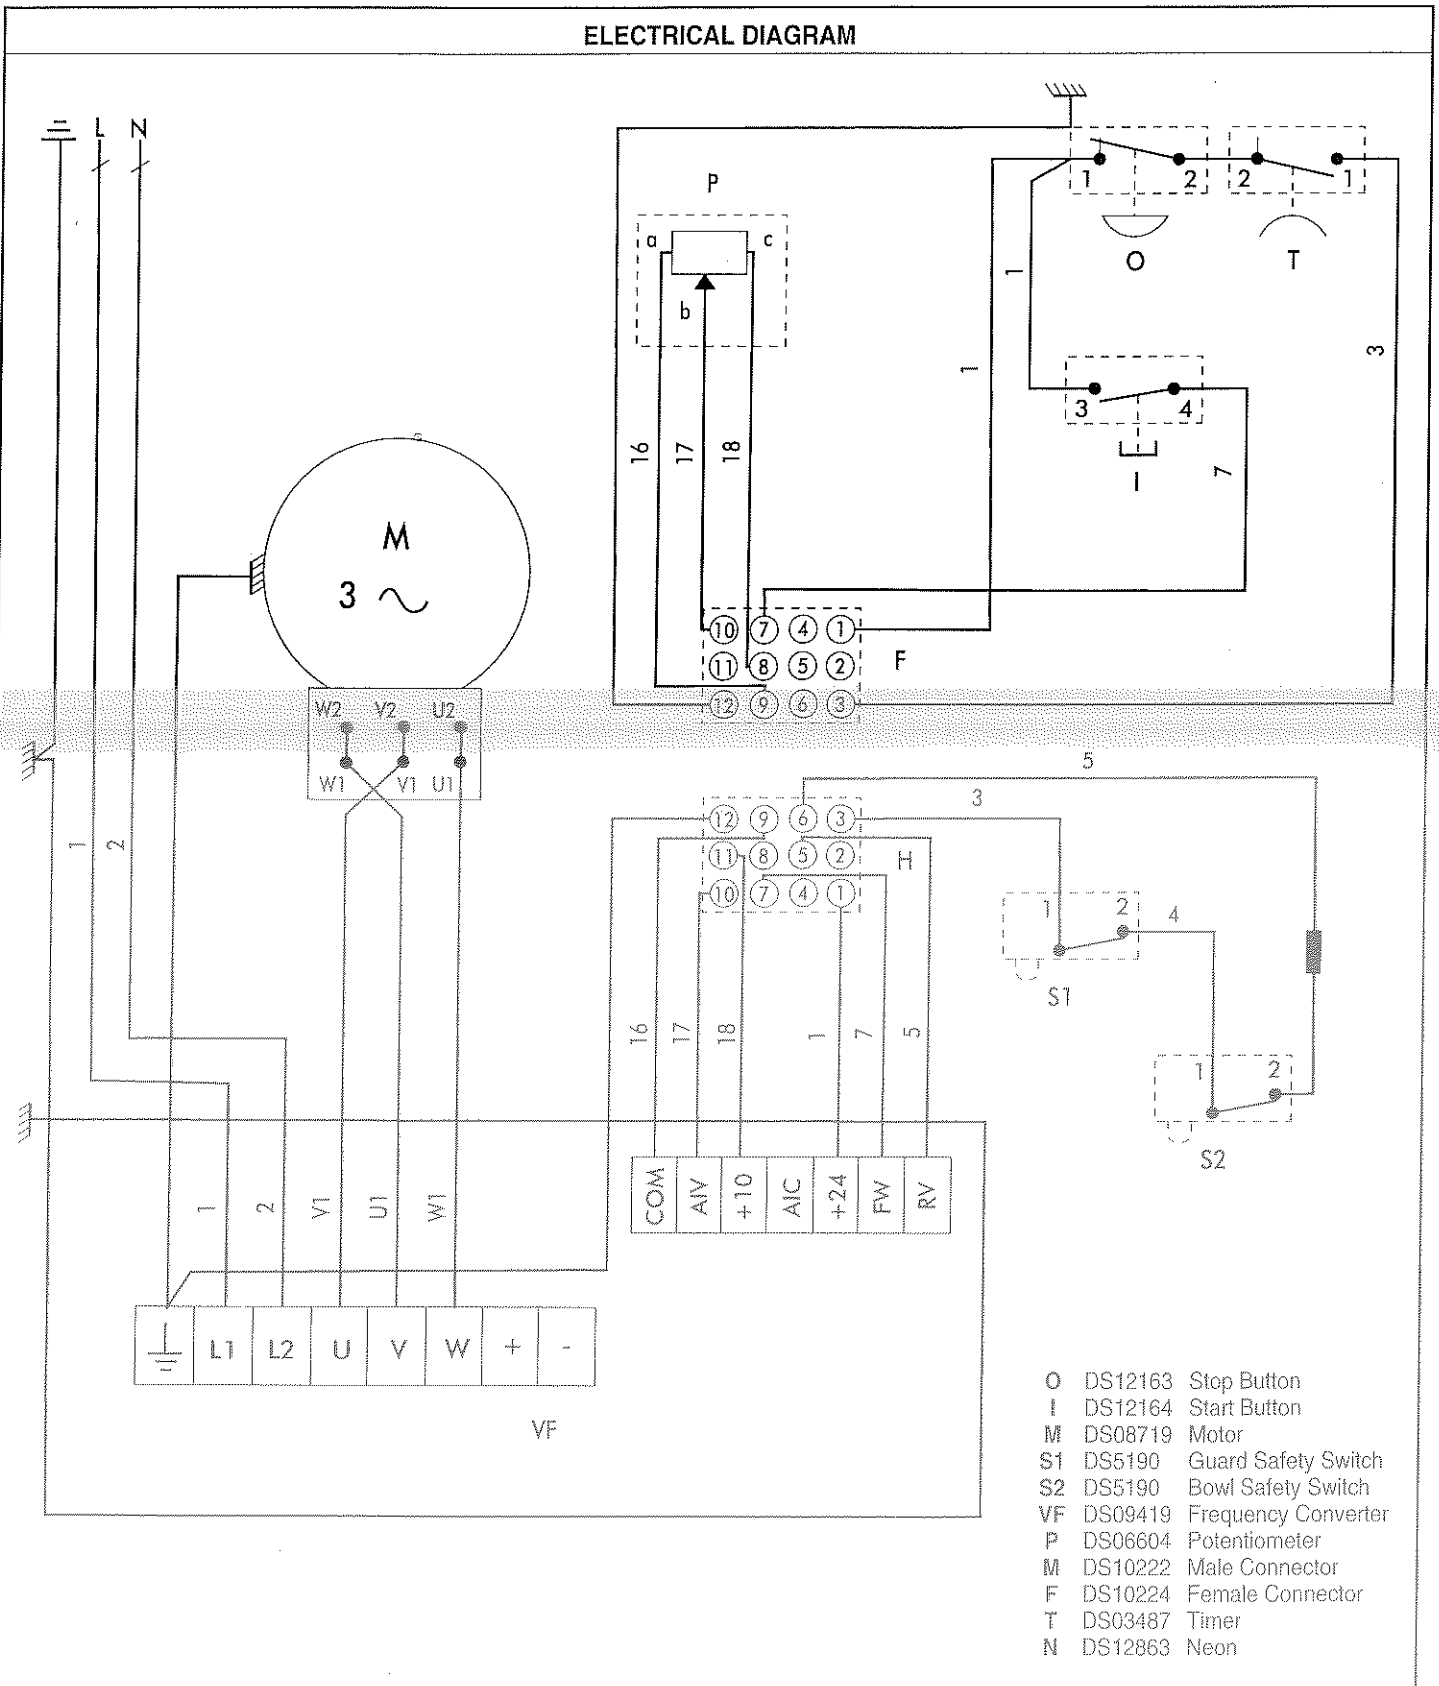 ELECTRICAL DIAGRAM
L N
P
a c
b
1 2 2 1
O T
1
1
3
3 4
I
7
16 17 18
M
3
10 7 4 1
11 8 5 2
12 9 6 3
F
W2 V2 U2
W1 V1 U1
1 2
5
3
12 9 6 3
11 8 5 2
10 7 4 1
H
1 2
4
S1
1 2
S2
16 17 18 1 7 5
COM AIV +10 AIC +24 FW RV
1 2 V1 U1 W1
L1 L2 U V W + -
VF
O DS12163 Stop Button
I DS12164 Start Button
M DS08719 Motor
S1 DS5190 Guard Safety Switch
S2 DS5190 Bowl Safety Switch
VF DS09419 Frequency Converter
P DS06604 Potentiometer
M DS10222 Male Connector
F DS10224 Female Connector
T DS03487 Timer
N DS12863 Neon